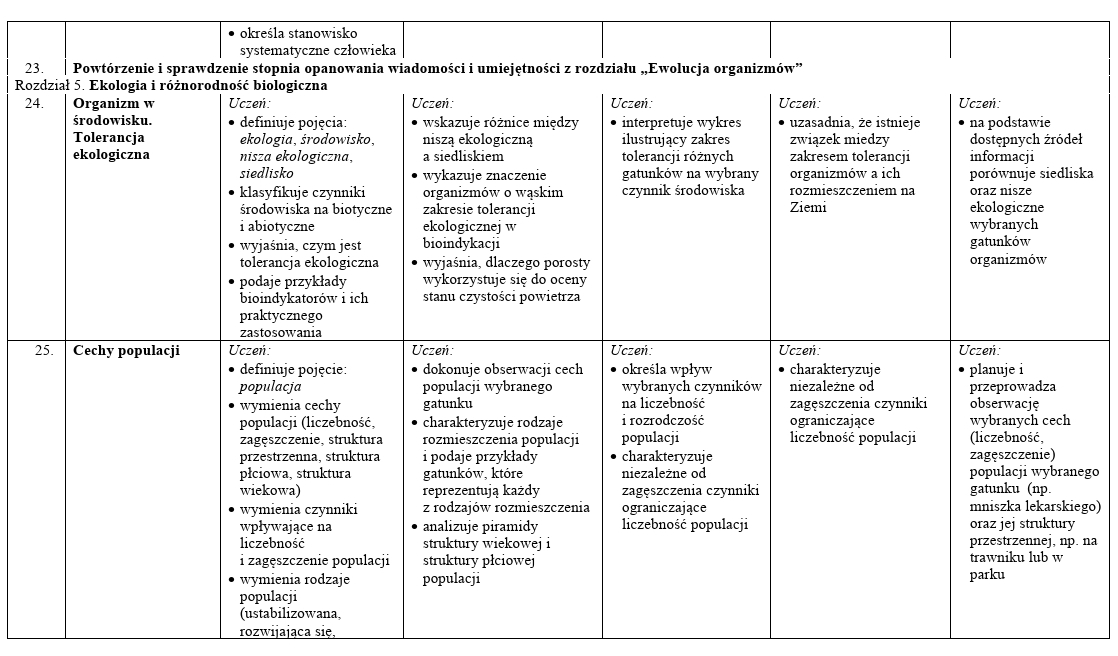 • określa stanowisko
systematyczne człowieka
23. Powtórzenie i sprawdzenie stopnia opanowania wiadomości i umiejętności z rozdziału „Ewolucja organizmów”
Rozdział 5. Ekologia i różnorodność biologiczna
24.
Organizm w
środowisku.
Tolerancja
ekologiczna
Uczeń:
• definiuje pojęcia:
ekologia, środowisko,
nisza ekologiczna,
siedlisko
• klasyfikuje czynniki
środowiska na biotyczne
i abiotyczne
• wyjaśnia, czym jest
tolerancja ekologiczna
• podaje przykłady
bioindykatorów i ich
praktycznego
zastosowania
Uczeń:
• wskazuje różnice między
niszą ekologiczną
a siedliskiem
• wykazuje znaczenie
organizmów o wąskim
zakresie tolerancji
ekologicznej w
bioindykacji
• wyjaśnia, dlaczego porosty
wykorzystuje się do oceny
stanu czystości powietrza
Uczeń:
• interpretuje wykres
ilustrujący zakres
tolerancji różnych
gatunków na wybrany
czynnik środowiska
Uczeń:
• uzasadnia, że istnieje
związek miedzy
zakresem tolerancji
organizmu a ich
rozmieszczeniem na
Ziemi
Uczeń:
• na podstawie
dostępnych źródeł
informacji
porównuje siedliska
oraz nisze
ekologiczne
wybranych
gatunków
organizmów
25.
Cechy populacji
Uczeń:
• definiuje pojęcie:
populacja
• wymienia cechy
populacji (liczebność,
zagęszczenie, struktura
przestrzenna, struktura
płciowa, struktura
wiekowa)
• wymienia czynniki
wpływające na
liczebność
i zagęszczenie populacji
• wymienia rodzaje
populacji
(ustabilizowana,
rozwijająca się,
Uczeń:
• dokonuje obserwacji cech
populacji wybranego
gatunku
• charakteryzuje rodzaje
rozmieszczenia populacji
i podaje przykłady
gatunków, które
reprezentują każdy
z rodzajów rozmieszczenia
• analizuje piramidy
struktury wiekowej i
struktury płciowej
populacji
Uczeń:
• określa wpływ
wybranych czynników
na liczebność
i rozrodczość
populacji
• charakteryzuje
niezależne od
zagęszczenia czynniki
ograniczające
liczebność populacji
Uczeń:
• charakteryzuje
niezależne od
zagęszczenia czynniki
ograniczające
liczebność populacji
Uczeń:
• planuje i
przeprowadza
obserwację
wybranych cech
(liczebność,
zagęszczenie)
populacji wybranego
gatunku (np.
mniszka lekarskiego)
oraz jej struktury
przestrzennej, np. na
trawniku lub w
parku